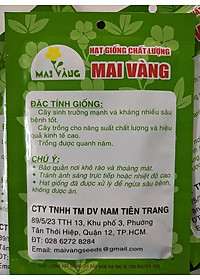 HẠT GIỐNG CHẤT LƯỢNG
MAI VÀNG
MAI VÀNG
ĐẶC TÍNH GIỐNG:
Cây sinh trưởng mạnh và kháng nhiều sâu
bệnh tốt.
Cây trồng cho năng suất chất lượng và hiệu
quả kinh tế cao.
Trồng được quanh năm.
CHÚ Ý:
- Bảo quản nơi khô ráo và thoáng mát.
- Tránh ánh sáng trực tiếp hoặc nhiệt độ cao.
- Hạt giống đã được xử lý để ngừa sâu bệnh,
không được ăn.
CTY TNHH TM DV NAM TIẾN TRANG
89/5/23 TTH 13, Khu phố 3, Phường
Tân Thới Hiệp, Quận 12, TP.HCM.
ĐT: 028 6272 8284
Email: maivangseeds@gmail.com